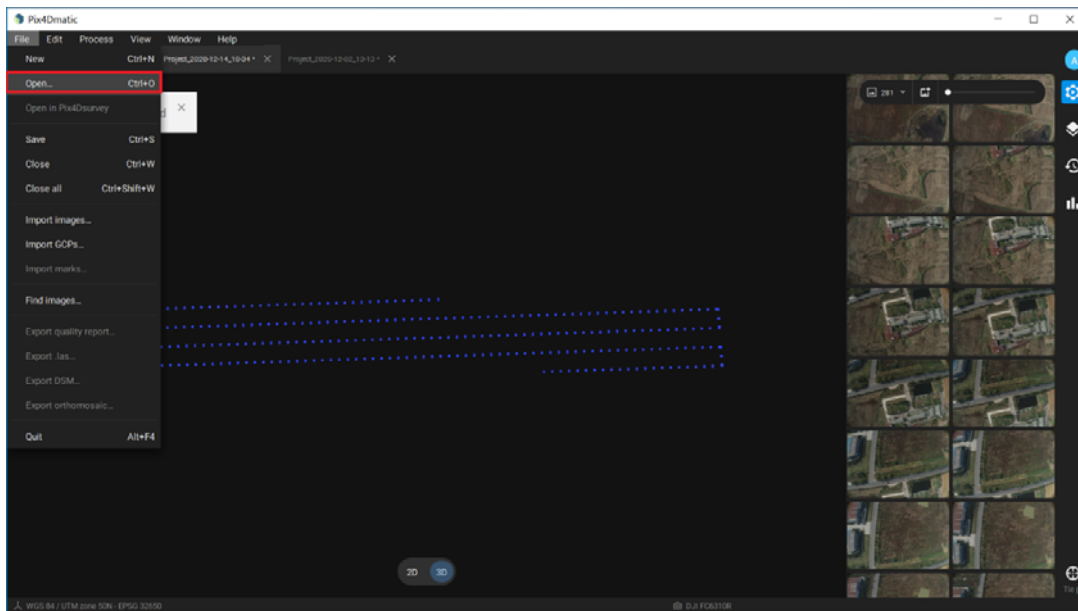 Pix4Dmatic
File Edit Process View Window Help
New Ctrl+N
Project_2020-12-14_10-34 *
Project_2020-12-02_13-13 *
Open... Ctrl+O
Open in Pix4Dsurvey
Save Ctrl+S
Close Ctrl+W
Close all Ctrl+Shift+W
Import images...
Import GCPs...
Import marks...
Find images...
Export quality report...
Export .las...
Export DSM...
Export orthomosaic...
Quit Alt+F4
281
2D 3D
WGS 84 / UTM zone 50N - EPSG 32650
DJI FC6310R